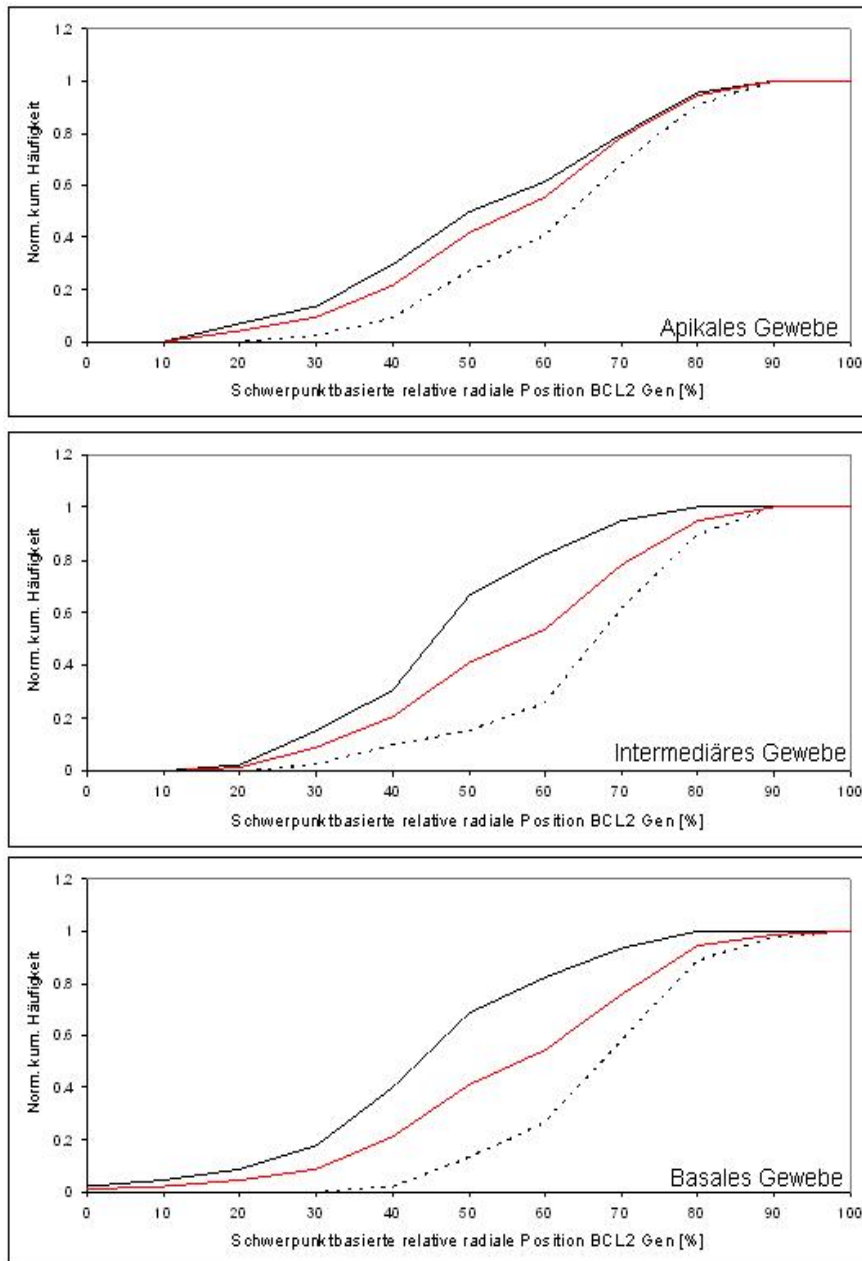 1.2
1
0.8
0.6
0.4
0.2
0
Norm. kum. Häufigkeit
Apikales Gewebe
0 10 20 30 40 50 60 70 80 90 100
Schwerpunktbasierte relative radiale Position BCL2 Gen [%]
1.2
1
0.8
0.6
0.4
0.2
0
Norm. kum. Häufigkeit
Intermediäres Gewebe
0 10 20 30 40 50 60 70 80 90 100
Schwerpunktbasierte relative radiale Position BCL2 Gen [%]
1.2
1
0.8
0.6
0.4
0.2
0
Norm. kum. Häufigkeit
Basales Gewebe
0 10 20 30 40 50 60 70 80 90 100
Schwerpunktbasierte relative radiale Position BCL2 Gen [%]